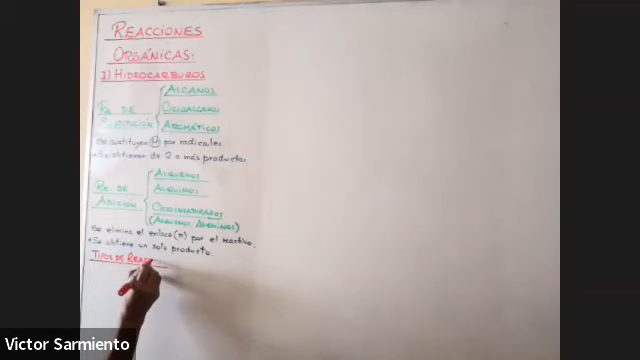 REACCIONES
ORGÁNICAS:
I) HIDROCARBUROS
Rx DE
SUSTITUCIÓN
ALCANOS
CICLOALCANOS
AROMÁTICOS
Se sustituyen H por radicales
Se obtienen de 2 a más productos
Rx DE
ADICIÓN
ALQUENOS
ALQUINOS
CICLOINSATURADOS
(ALQUENOS, ALQUINOS)
Se elimina el enlace (π) por el reactivo.
Se obtiene un solo producto.
TIPOS DE REACC
Victor Sarmiento